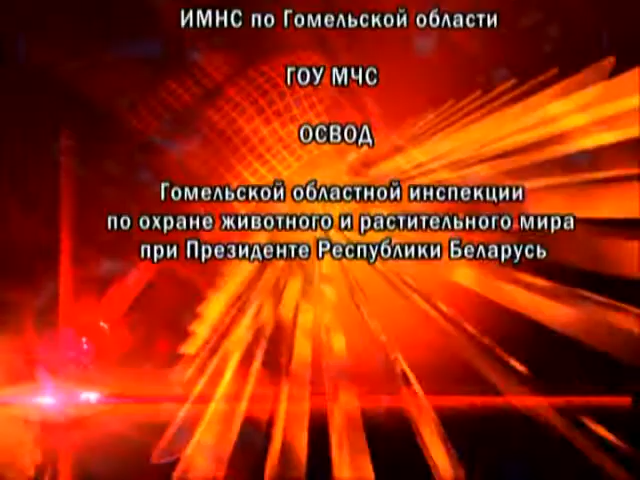 ИМНС по Гомельской области
ГОУ МЧС
ОСВОД
Гомельской областной инспекции
по охране животного и растительного мира
при Президенте Республики Беларусь